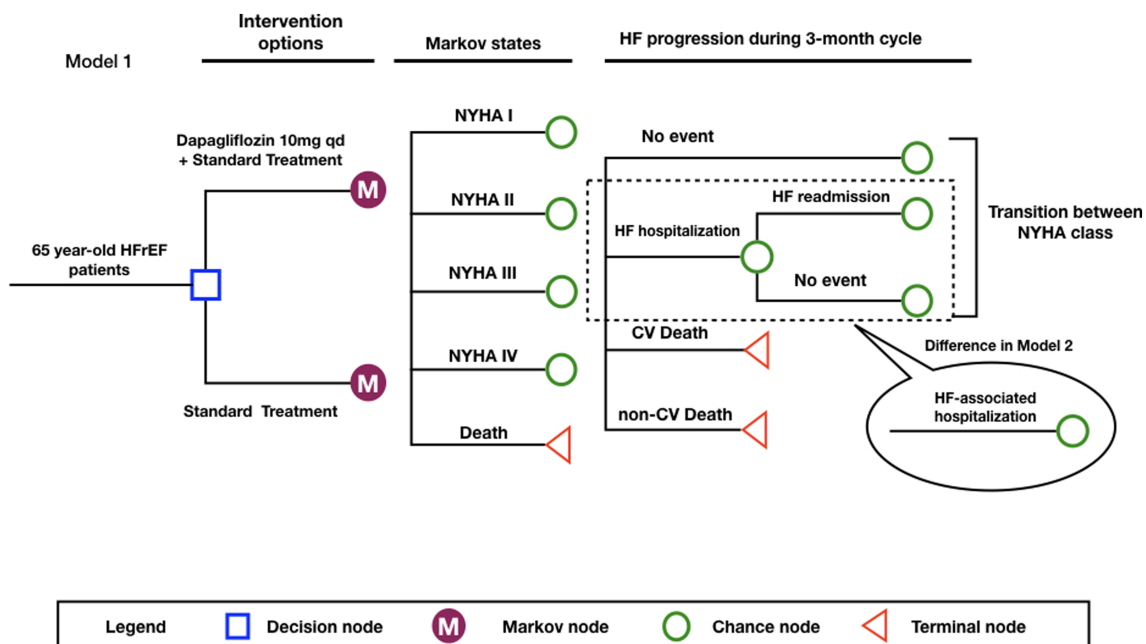 Model 1
Intervention
options
Markov states
HF progression during 3-month cycle
Dapagliflozin 10mg qd
+ Standard Treatment
M
65 year-old HFrEF
patients
M
Standard Treatment
NYHA I
NYHA II
NYHA III
NYHA IV
Death
No event
HF hospitalization
HF readmission
No event
CV Death
non-CV Death
Transition between
NYHA class
Difference in Model 2
HF-associated
hospitalization
Legend
Decision node
M
Markov node
Chance node
Terminal node